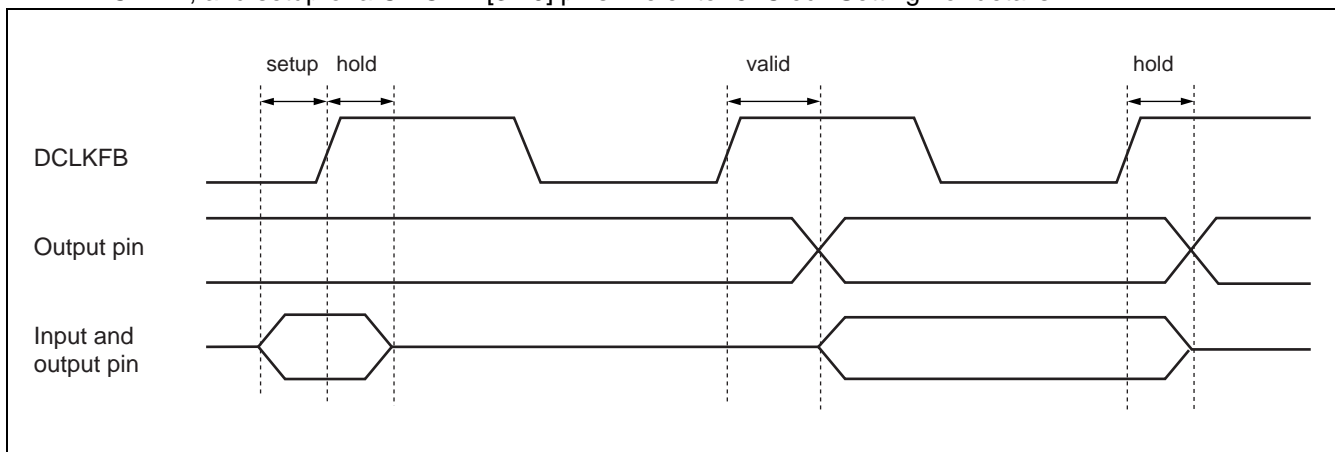 setup hold valid hold
DCLKFB
Output pin
Input and
output pin